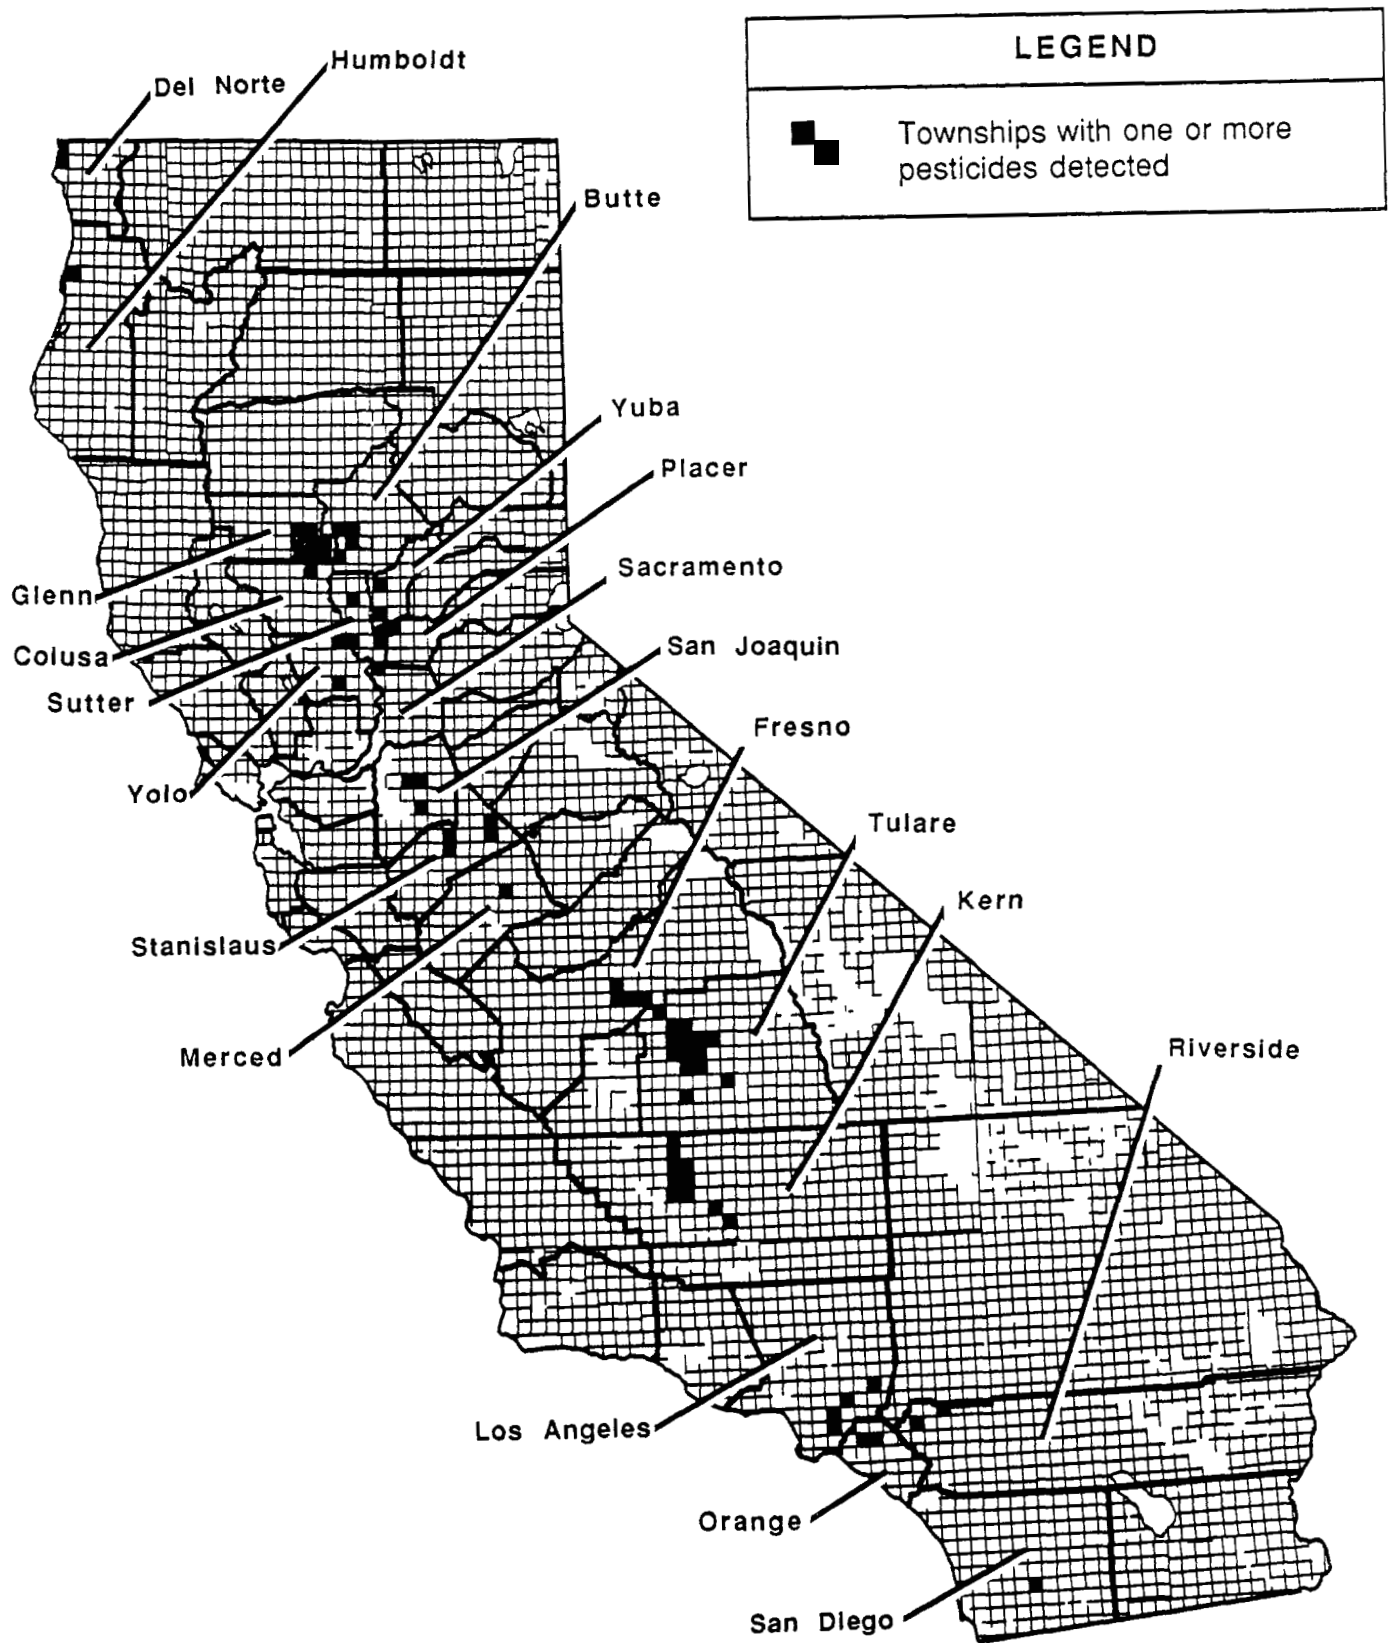 Humboldt
Del Norte
LEGEND
Townships with one or more
pesticides detected
Butte
Yuba
Placer
Sacramento
Glenn
San Joaquin
Colusa
Sutter
Fresno
Yolo
Tulare
Kern
Stanislaus
Merced
Riverside
Los Angeles
Orange
San Diego